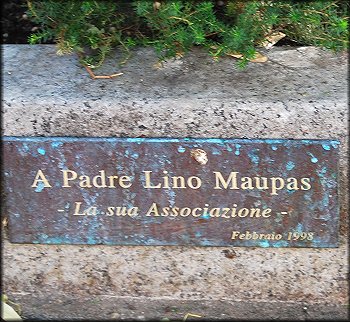 A Padre Lino Maupas
- La sua Associazione -
Febbraio 1998